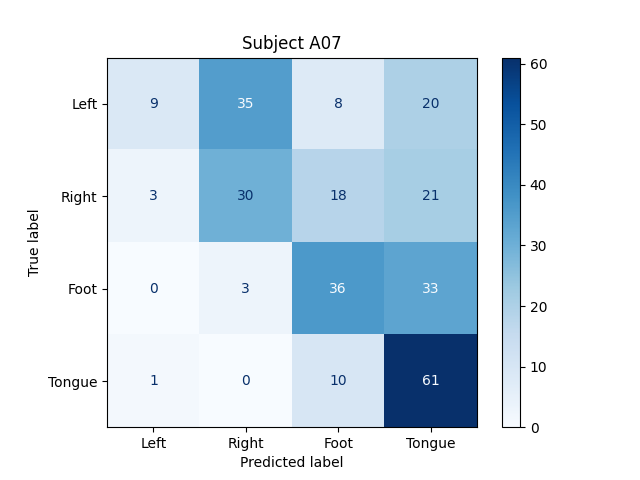 Subject A07
True label
Left 9 35 8 20
Right 3 30 18 21
Foot 0 3 36 33
Tongue 1 0 10 61
Left Right Foot Tongue
Predicted label
60
50
40
30
20
10
0